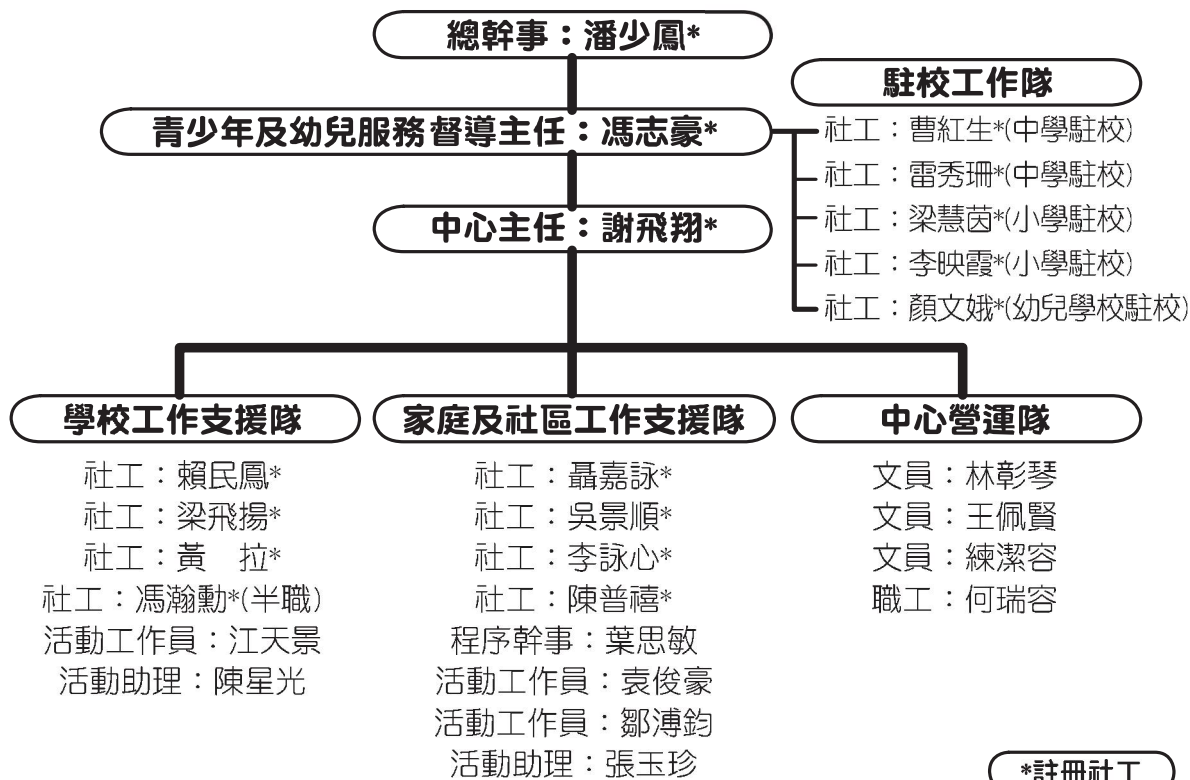 總幹事：潘少鳳*
青少年及幼兒服務督導主任：馮志豪*
中心主任：謝飛翔*
駐校工作隊
社工：曹紅生*(中學駐校)
社工：雷秀珊*(中學駐校)
社工：梁慧茵*(小學駐校)
社工：李映霞*(小學駐校)
社工：顏文娥*(幼兒學校駐校)
學校工作支援隊
社工：賴民鳳*
社工：梁飛揚*
社工：黃　拉*
社工：馮瀚勳*(半職)
活動工作員：江天景
活動助理：陳星光
家庭及社區工作支援隊
社工：聶嘉詠*
社工：吳景順*
社工：李詠心*
社工：陳普禧*
程序幹事：葉思敏
活動工作員：袁俊豪
活動工作員：鄒溥鈞
活動助理：張玉珍
中心營運隊
文員：林彰琴
文員：王佩賢
文員：練潔容
職工：何瑞容
*註冊社工